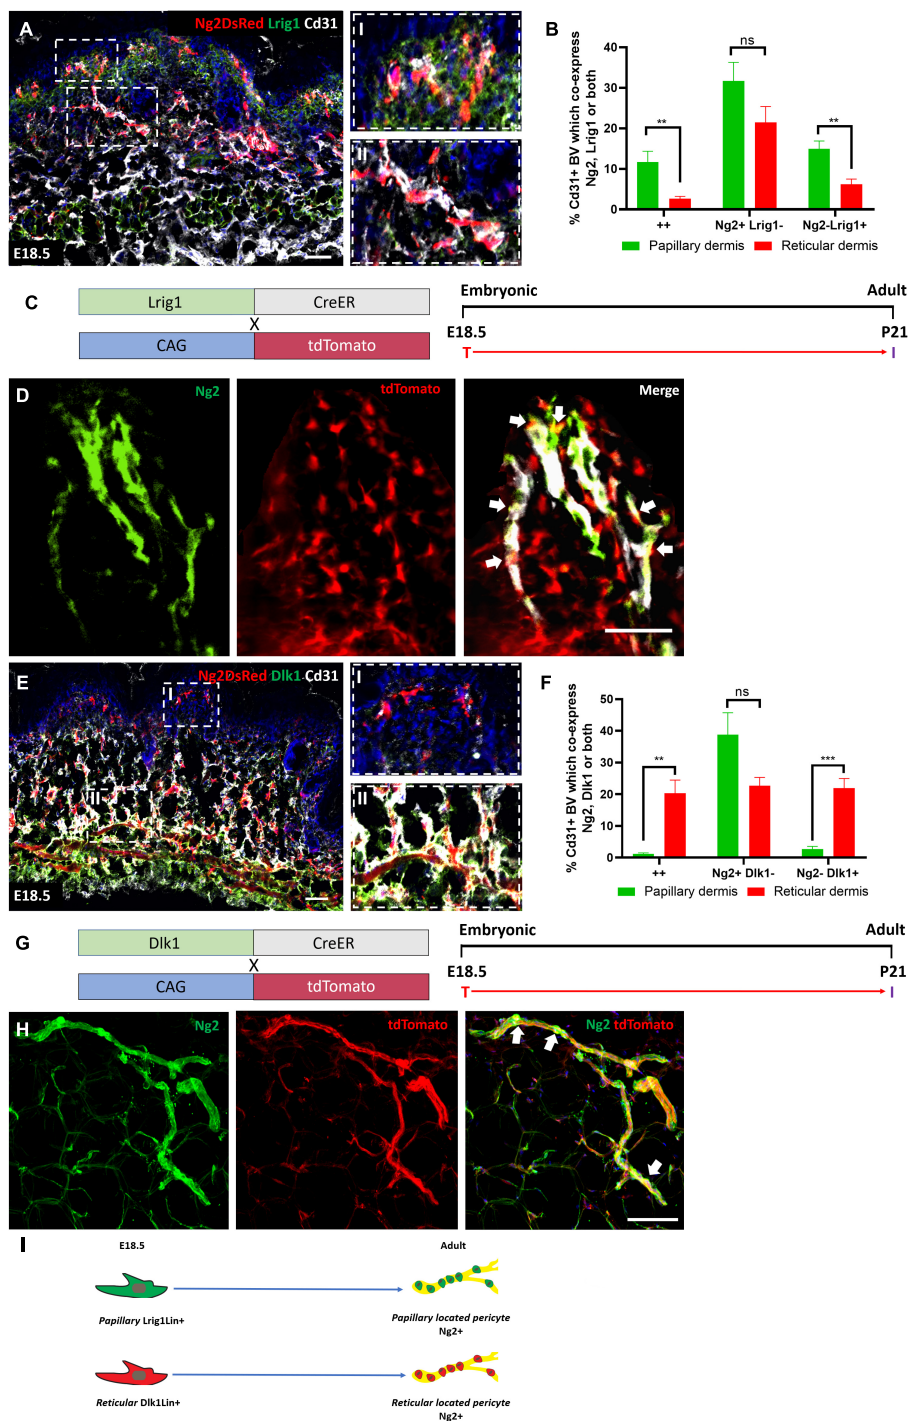 A
Ng2DsRed Lrig1 Cd31
I
II
E18.5
B
% Cd31+ BV which co-express
Ng2, Lrig1 or both
40
30
20
10
0
**
ns
**
++
Ng2+ Lrig1-
Ng2-Lrig1+
Papillary dermis
Reticular dermis
C
Lrig1
CreER
X
CAG
tdTomato
Embryonic
Adult
E18.5
P21
T
I
D
Ng2
tdTomato
Merge
E
Ng2DsRed Dlk1 Cd31
I
II
E18.5
I
II
F
% Cd31+ BV which co-express
Ng2, Dlk1 or both
50
40
30
20
10
0
**
ns
***
++
Ng2+ Dlk1-
Ng2- Dlk1+
Papillary dermis
Reticular dermis
G
Dlk1
CreER
X
CAG
tdTomato
Embryonic
Adult
E18.5
P21
T
I
H
Ng2
tdTomato
Ng2 tdTomato
I
E18.5
Adult
Papillary Lrig1Lin+
Papillary located pericyte
Ng2+
Reticular Dlk1Lin+
Reticular located pericyte
Ng2+